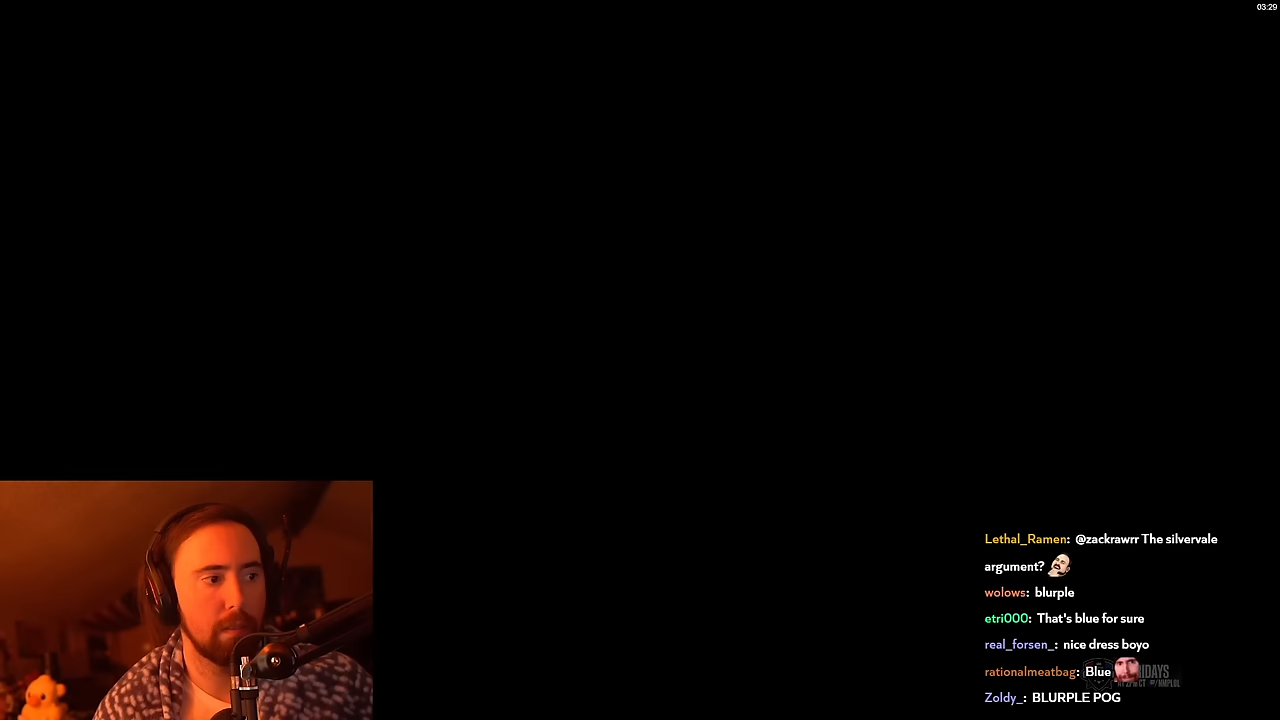 03:29
Lethal_Ramen: @zackrawrr The silvervale
argument?
wolows: blurple
etri000: That's blue for sure
real_forsen_: nice dress boyo
rationalmeatbag: Blue
Zoldy_: BLURPLE POG